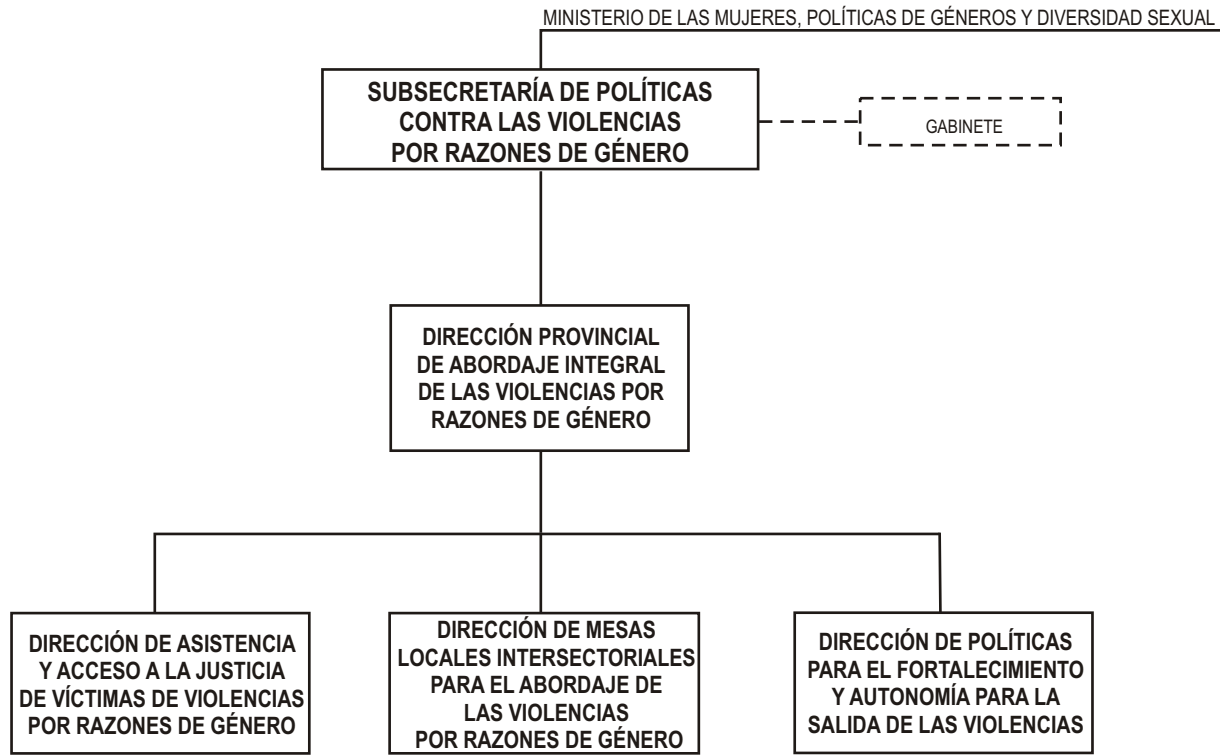 MINISTERIO DE LAS MUJERES, POLÍTICAS DE GÉNEROS Y DIVERSIDAD SEXUAL
SUBSECRETARÍA DE POLÍTICAS
CONTRA LAS VIOLENCIAS
POR RAZONES DE GÉNERO
GABINETE
DIRECCIÓN PROVINCIAL
DE ABORDAJE INTEGRAL
DE LAS VIOLENCIAS POR
RAZONES DE GÉNERO
DIRECCIÓN DE ASISTENCIA
Y ACCESO A LA JUSTICIA
DE VÍCTIMAS DE VIOLENCIAS
POR RAZONES DE GÉNERO
DIRECCIÓN DE MESAS
LOCALES INTERSECTORIALES
PARA EL ABORDAJE DE
LAS VIOLENCIAS
POR RAZONES DE GÉNERO
DIRECCIÓN DE POLÍTICAS
PARA EL FORTALECIMIENTO
Y AUTONOMÍA PARA LA
SALIDA DE LAS VIOLENCIAS